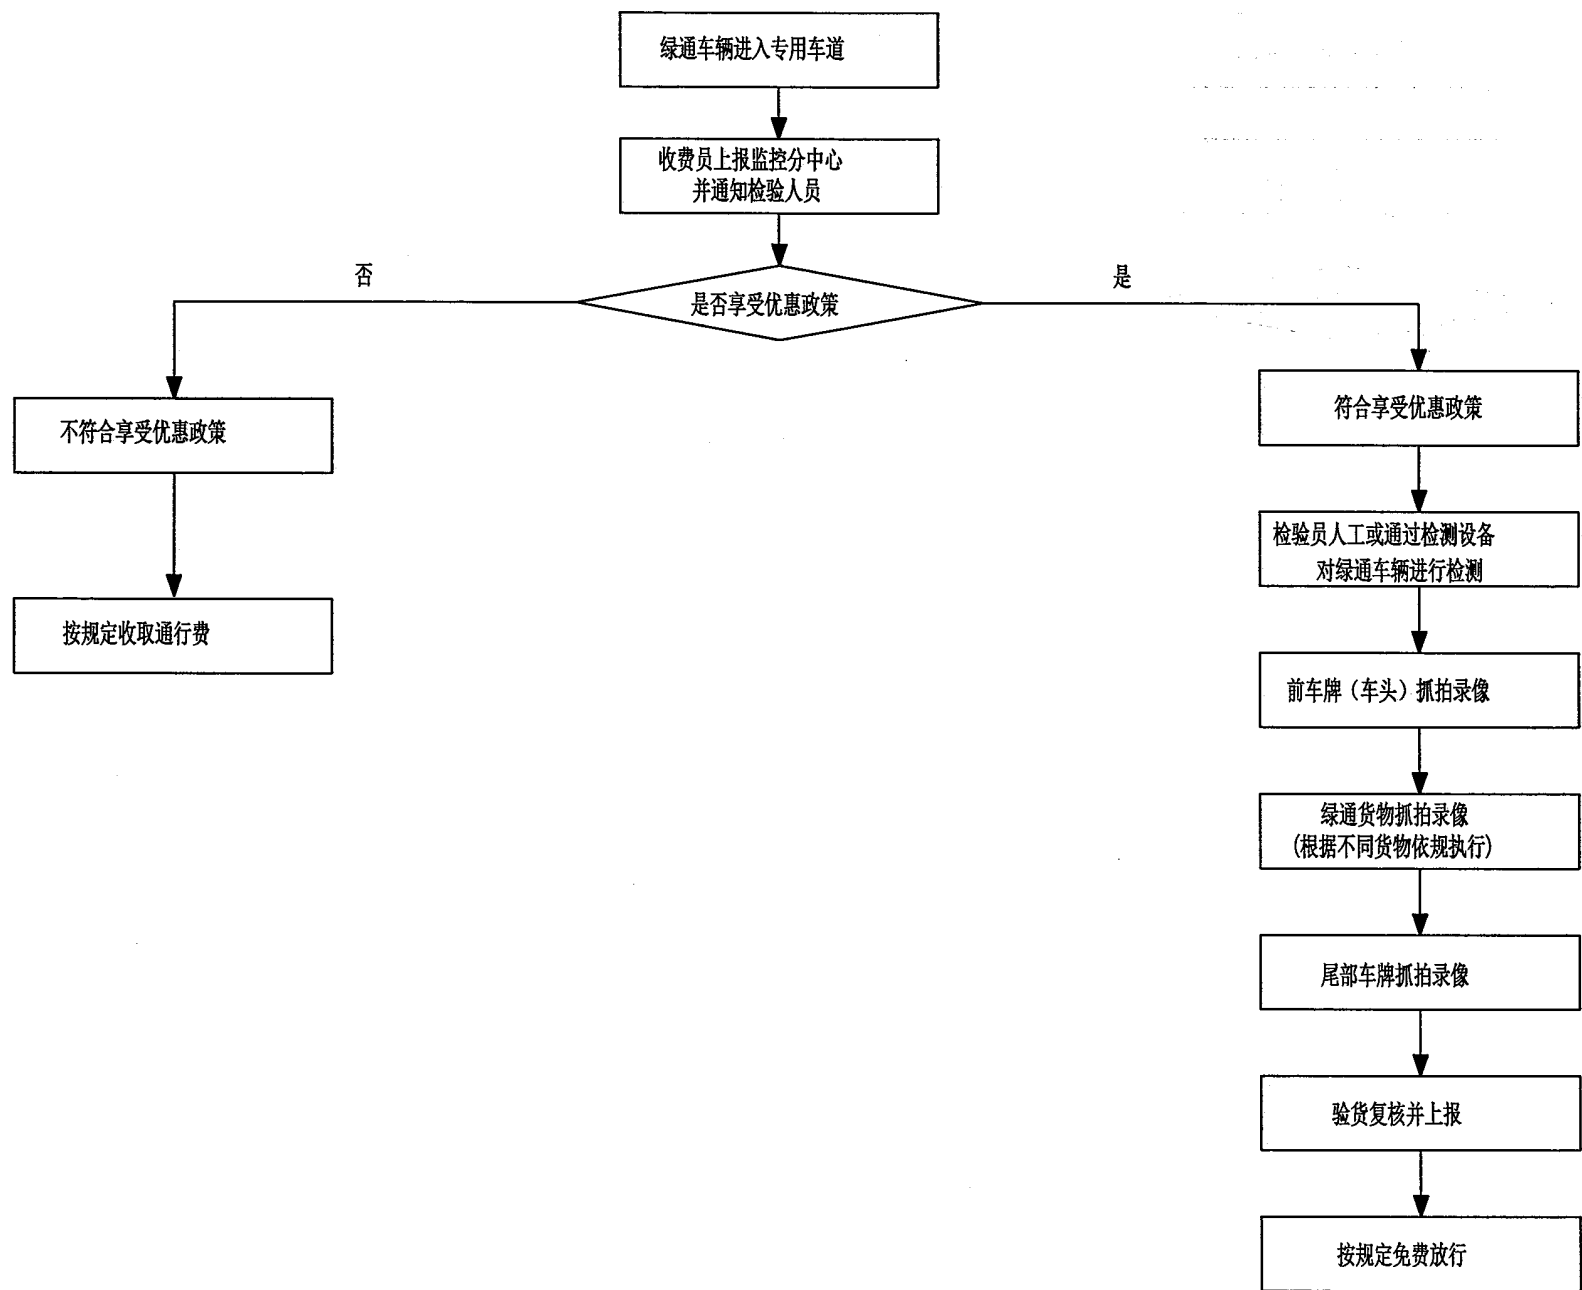 绿通车辆进入专用车道
收费员上报监控分中心
并通知检验人员
否
是
是否享受优惠政策
不符合享受优惠政策
符合享受优惠政策
检验员人工或通过检测设备
对绿通车辆进行检测
按规定收取通行费
前车牌（车头）抓拍录像
绿通货物抓拍录像
(根据不同货物依规执行)
尾部车牌抓拍录像
验货复核并上报
按规定免费放行